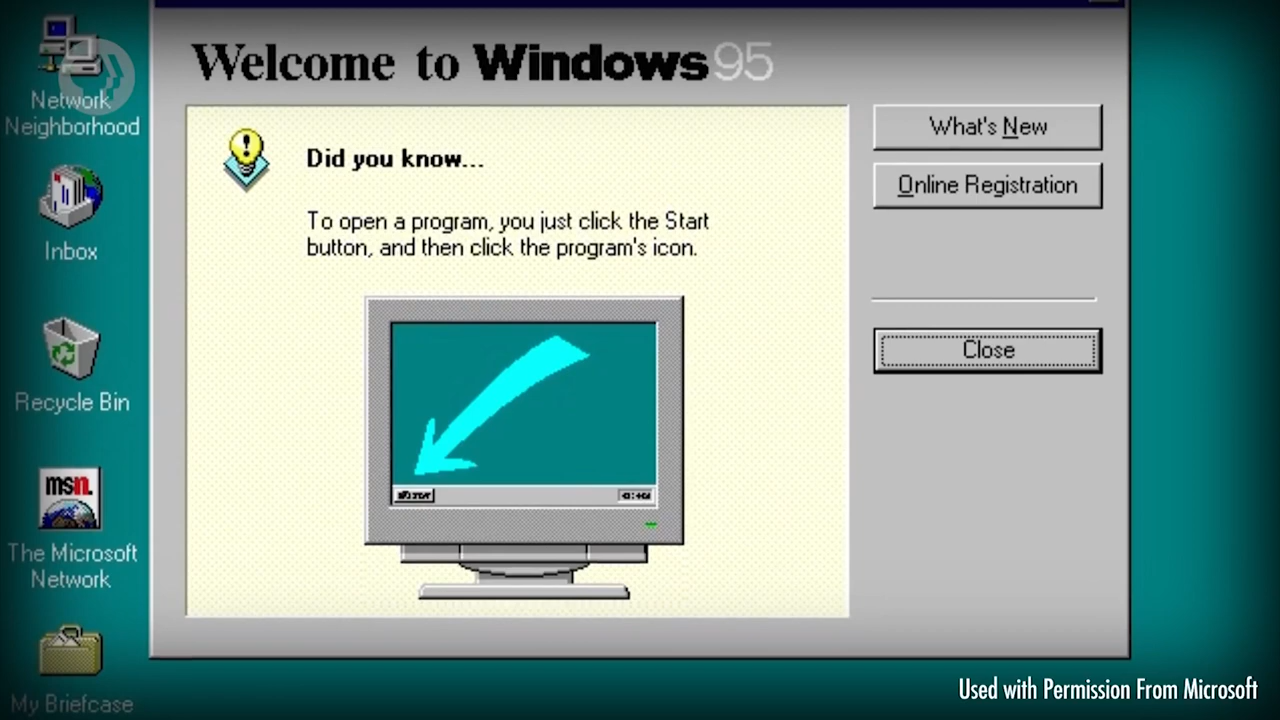 Welcome to Windows 95
Network
Neighborhood
Inbox
Recycle Bin
msn.
The Microsoft
Network
My Briefcase
Did you know...
To open a program, you just click the Start
button, and then click the program's icon.
What's New
Online Registration
Close
Used with Permission From Microsoft